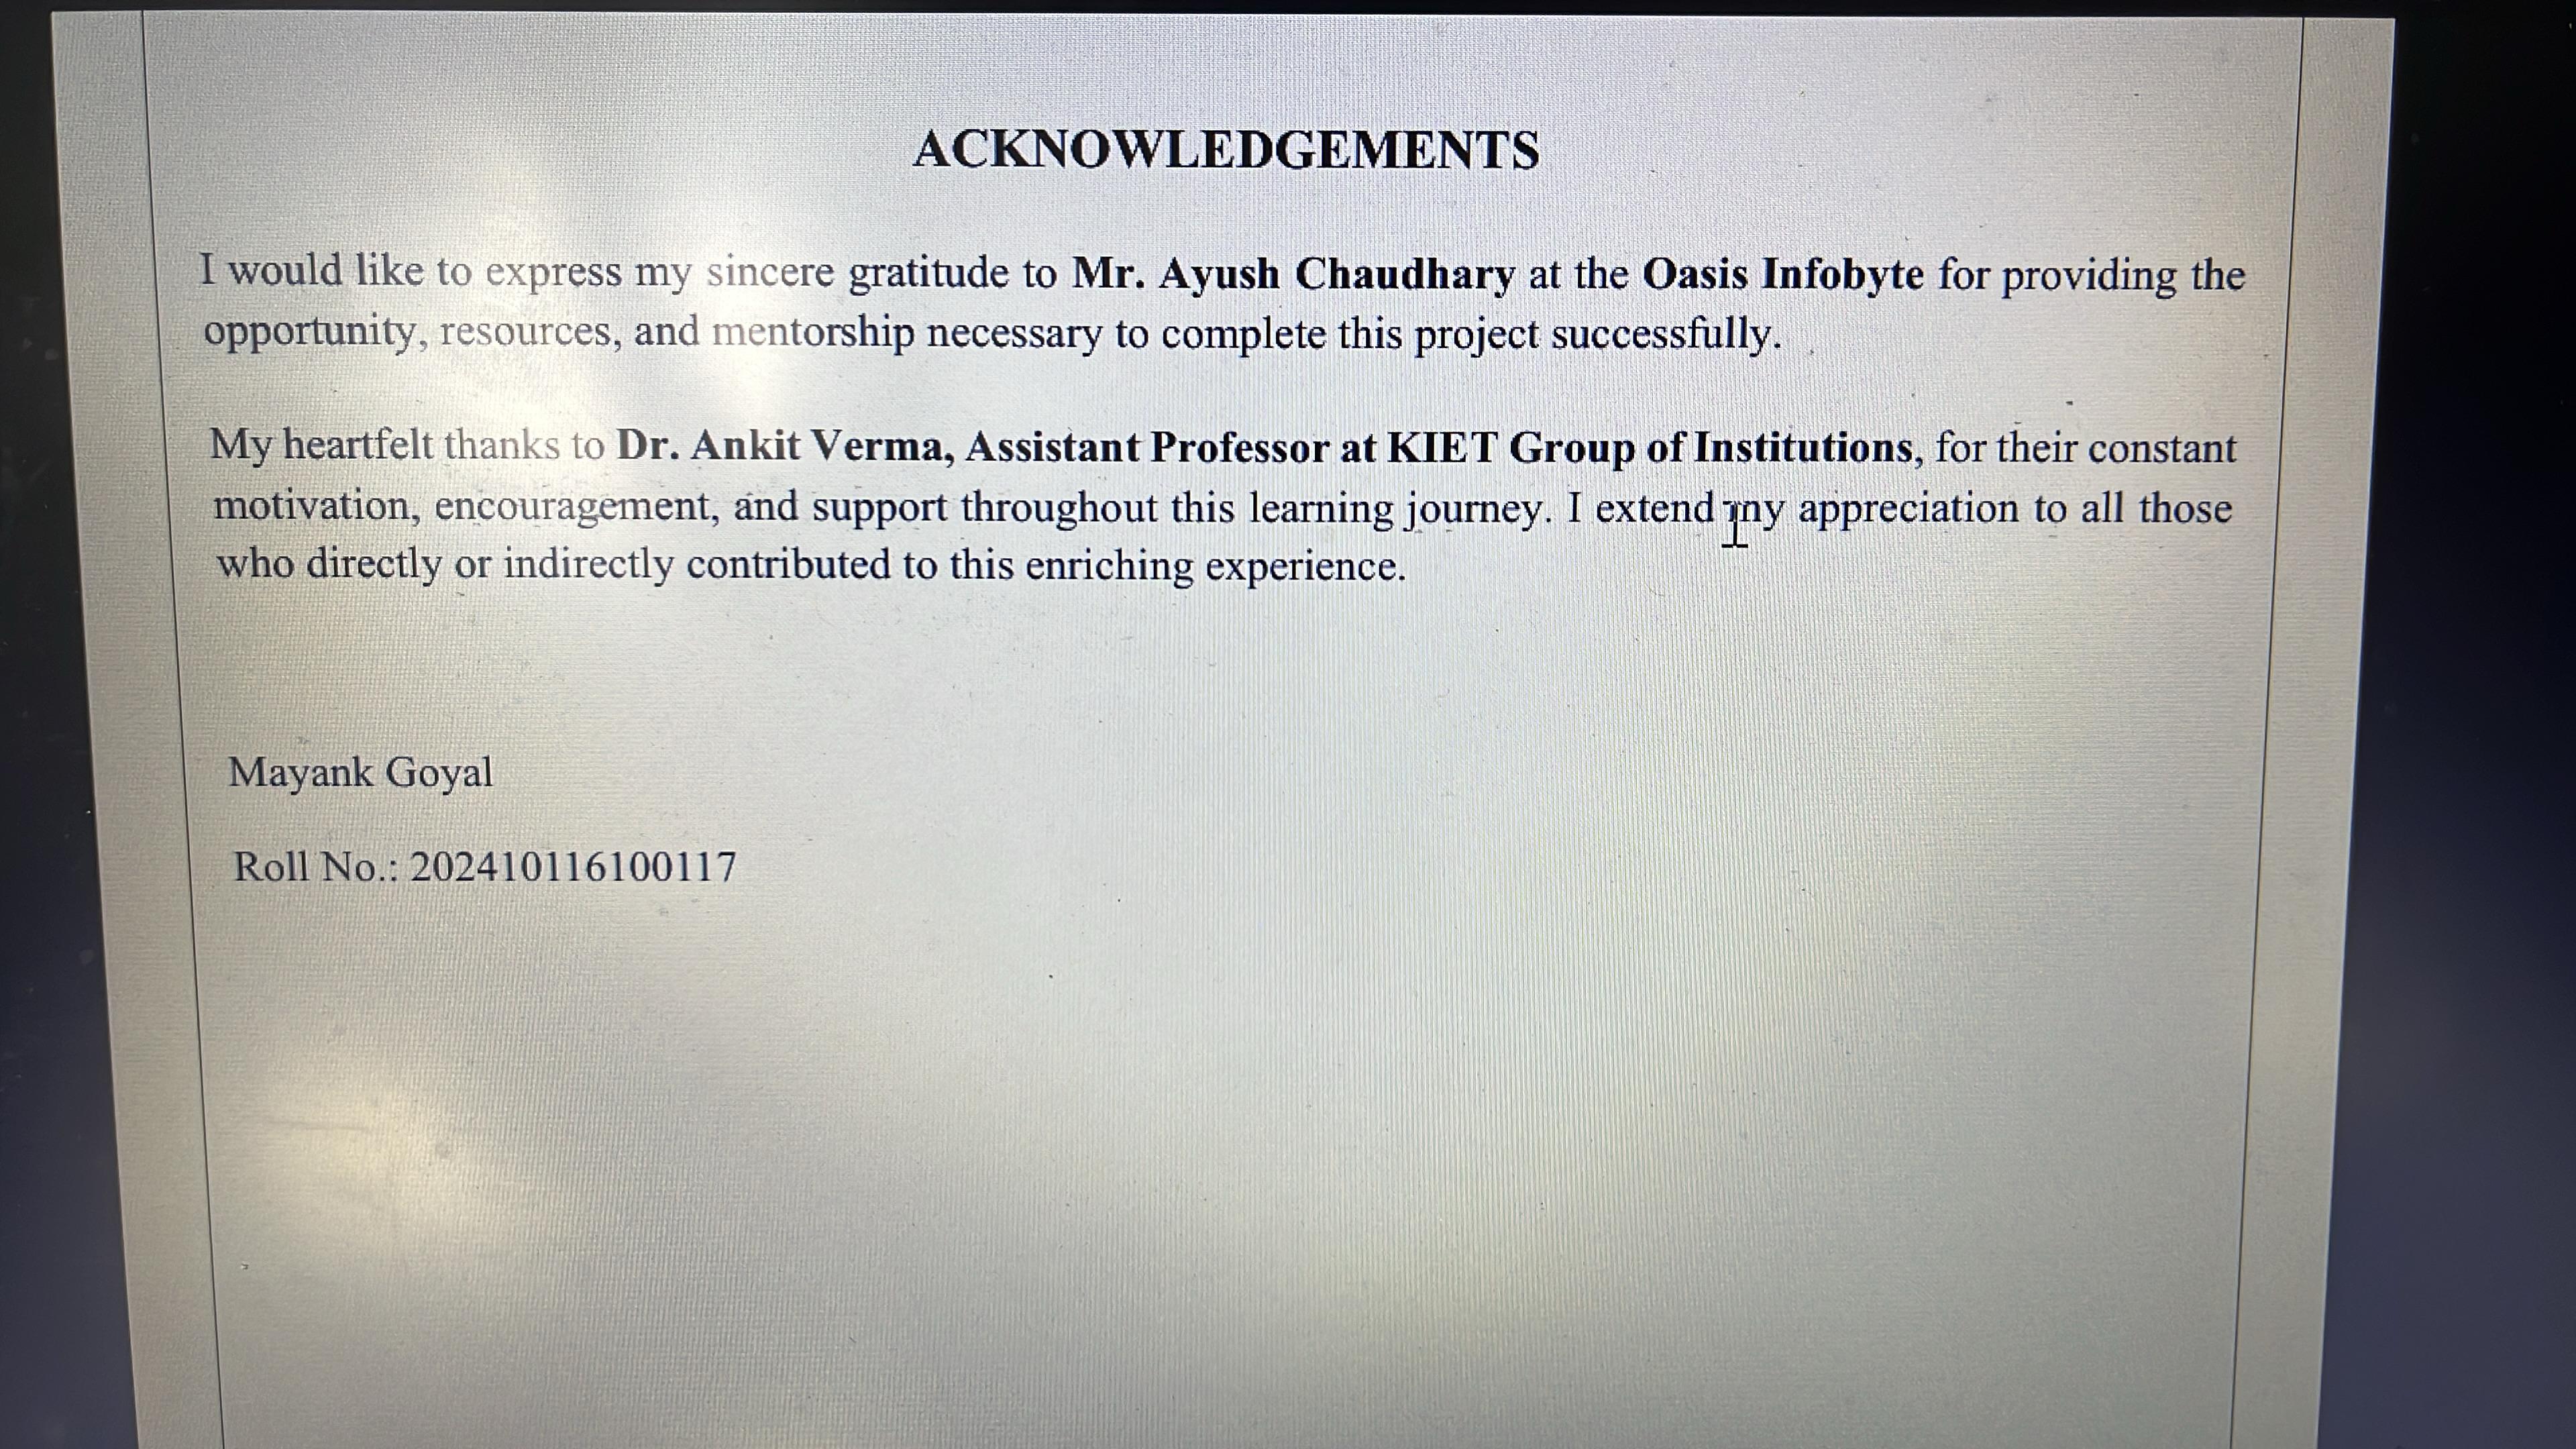 ACKNOWLEDGEMENTS
I would like to express my sincere gratitude to Mr. Ayush Chaudhary at the Oasis Infobyte for providing the
opportunity, resources, and mentorship necessary to complete this project successfully.
My heartfelt thanks to Dr. Ankit Verma, Assistant Professor at KIET Group of Institutions, for their constant
motivation, encouragement, and support throughout this learning journey. I extend my appreciation to all those
who directly or indirectly contributed to this enriching experience.
Mayank Goyal
Roll No.: 202410116100117